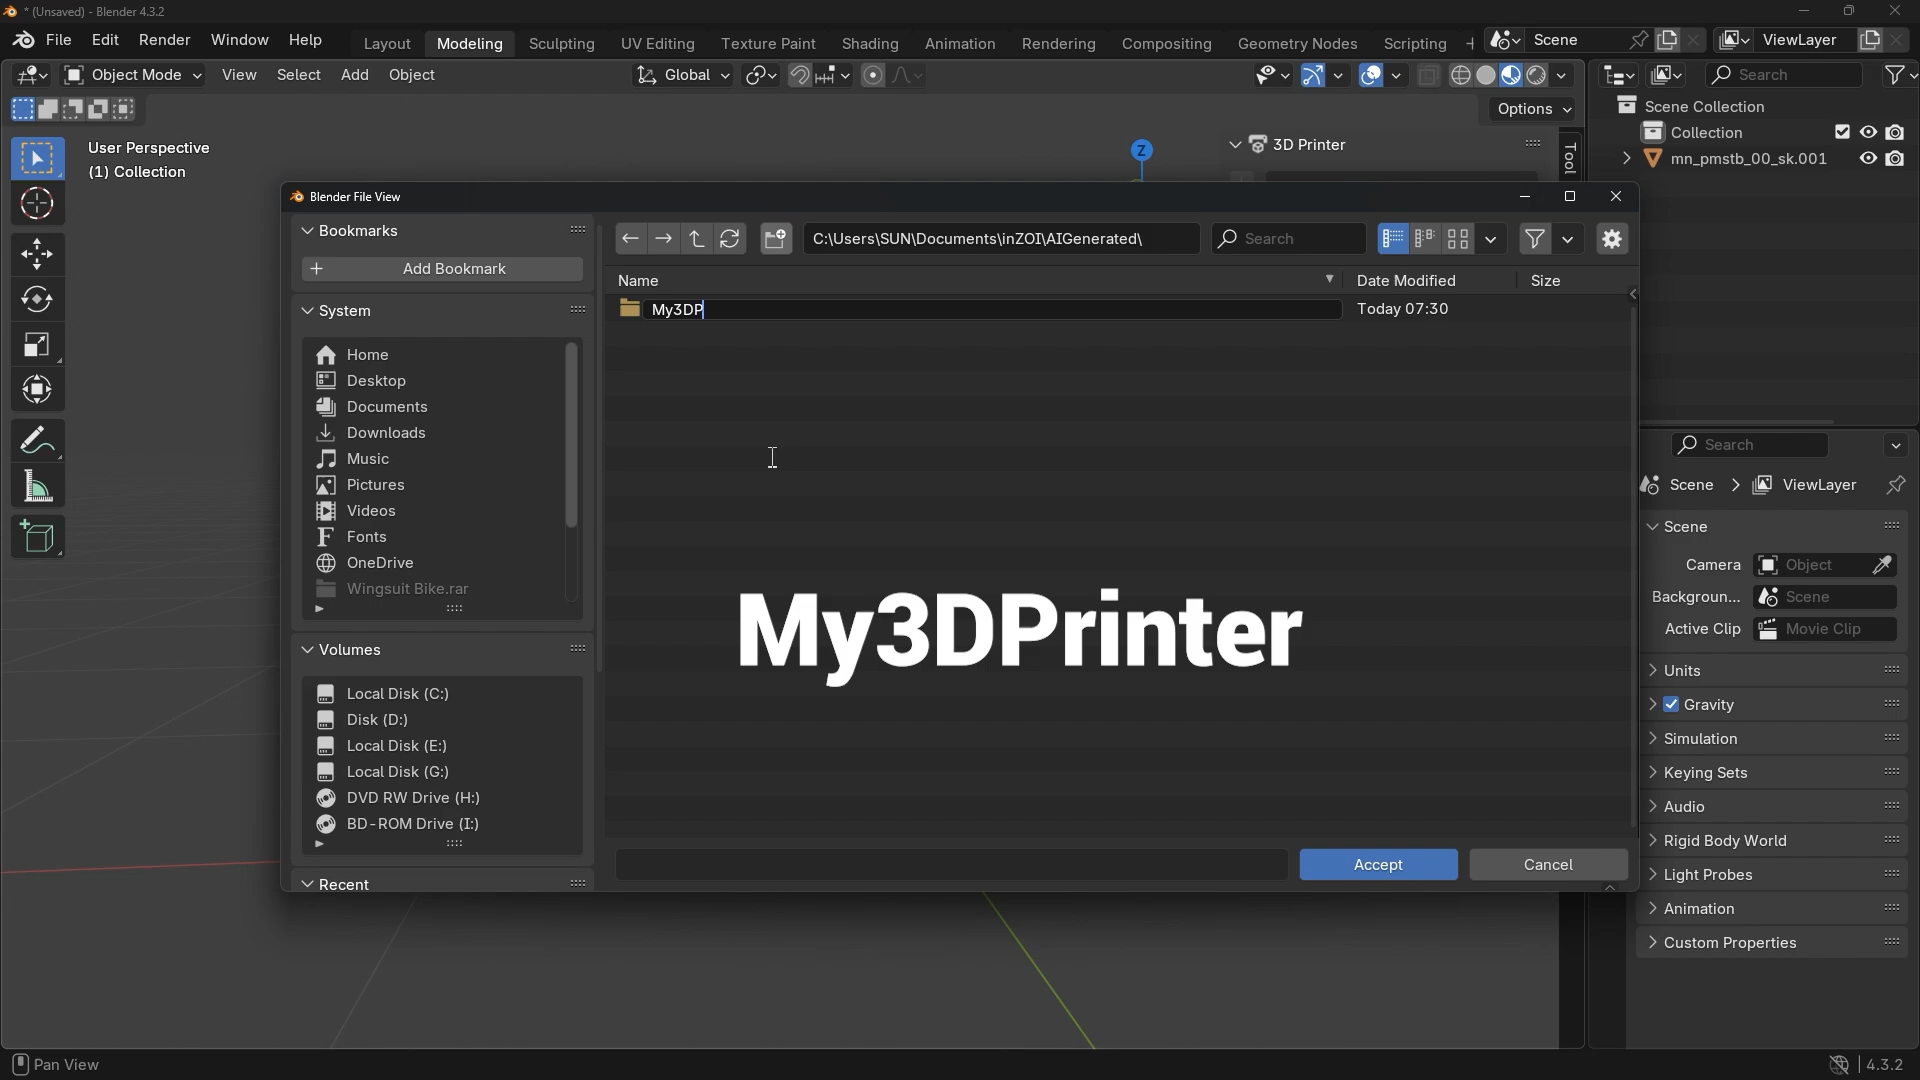 * (Unsaved) - Blender 4.3.2
File Edit Render Window Help Layout Modeling Sculpting UV Editing Texture Paint Shading Animation Rendering Compositing Geometry Nodes Scripting Scene ViewLayer
Object Mode View Select Add Object Global Search
Options
Scene Collection
Collection
mn_pmstb_00_sk.001
User Perspective
(1) Collection
Z
3D Printer
Tool
Blender File View
Bookmarks
Add Bookmark
System
Home
Desktop
Documents
Downloads
Music
Pictures
Videos
Fonts
OneDrive
Wingsuit Bike.rar
Volumes
Local Disk (C:)
Disk (D:)
Local Disk (E:)
Local Disk (G:)
DVD RW Drive (H:)
BD-ROM Drive (I:)
Recent
C:\Users\SUN\Documents\inZOI\AIGenerated\ Search
Name Date Modified Size
My3DP Today 07:30
My3DPrinter
Accept Cancel
Search
Scene ViewLayer
Scene
Camera Object
Backgroun... Scene
Active Clip Movie Clip
Units
Gravity
Simulation
Keying Sets
Audio
Rigid Body World
Light Probes
Animation
Custom Properties
Pan View
4.3.2